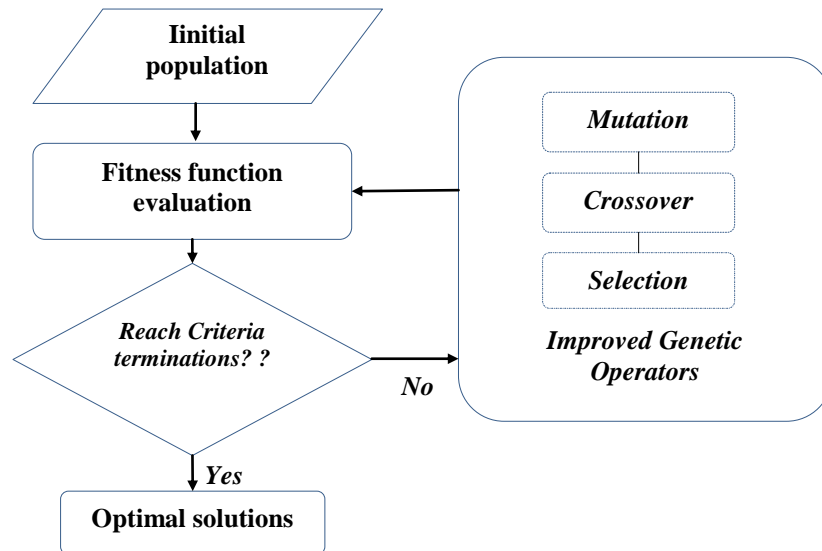 Iinitial
population
Fitness function
evaluation
Reach Criteria
terminations? ?
No
Yes
Optimal solutions
Mutation
Crossover
Selection
Improved Genetic
Operators